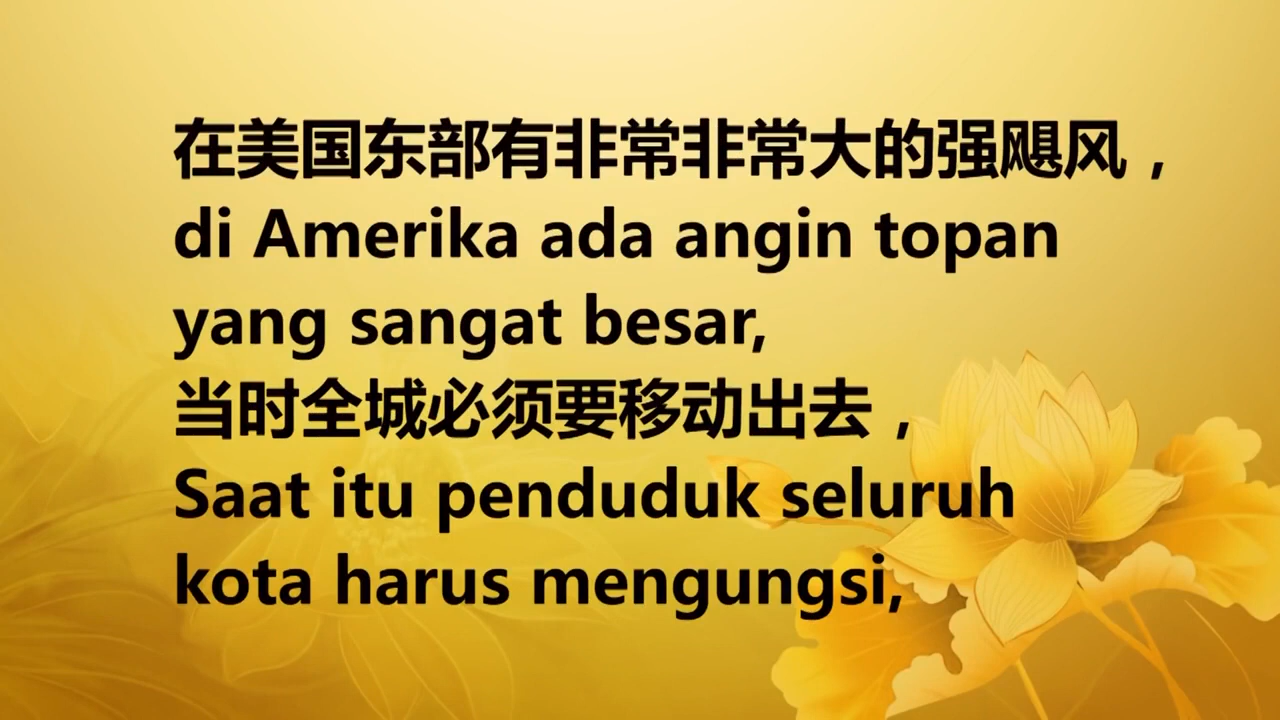 在美国东部有非常非常大的强飓风，
di Amerika ada angin topan
yang sangat besar,
当时全城必须要移动出去，
Saat itu penduduk seluruh
kota harus mengungsi,